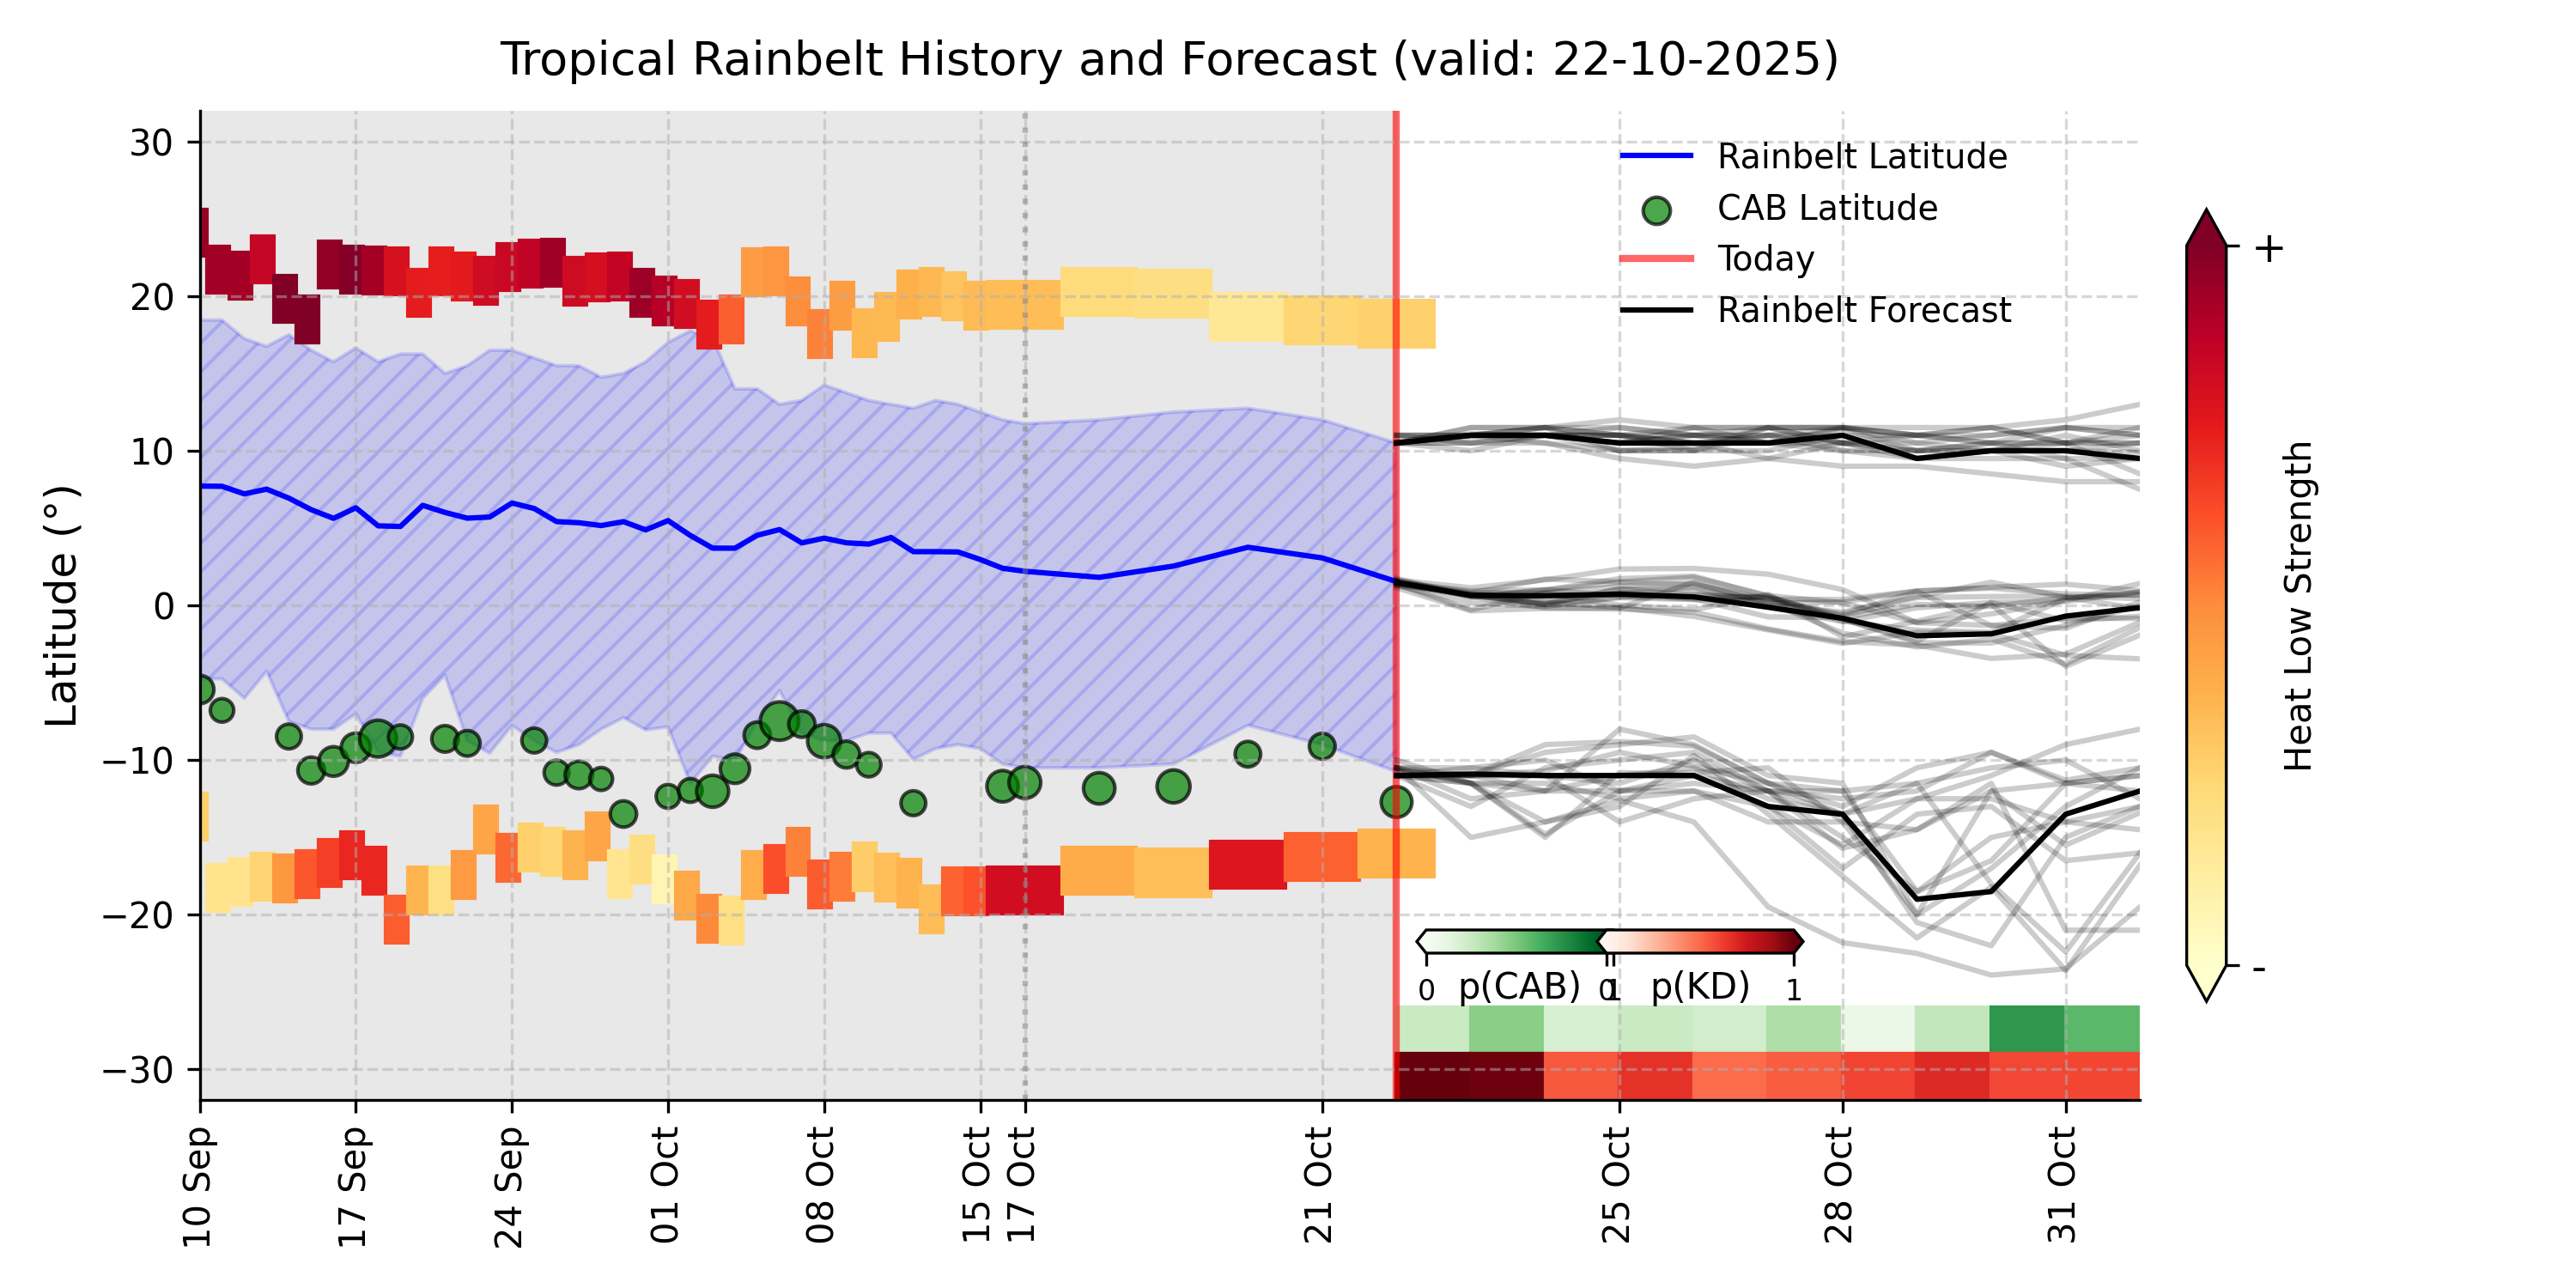 Tropical Rainbelt History and Forecast (valid: 22-10-2025)
Latitude (°)
30
20
10
0
−10
−20
−30
Rainbelt Latitude
CAB Latitude
Today
Rainbelt Forecast
0 p(CAB) 1
0 p(KD) 1
10 Sep
17 Sep
24 Sep
01 Oct
08 Oct
15 Oct
17 Oct
21 Oct
25 Oct
28 Oct
31 Oct
+
-
Heat Low Strength